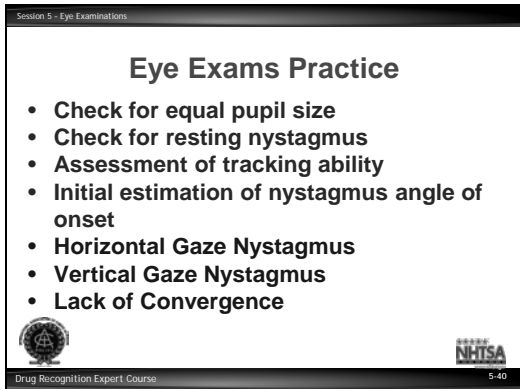 Session 5 - Eye Examinations
Eye Exams Practice
• Check for equal pupil size
• Check for resting nystagmus
• Assessment of tracking ability
• Initial estimation of nystagmus angle of
onset
• Horizontal Gaze Nystagmus
• Vertical Gaze Nystagmus
• Lack of Convergence
NHTSA
Drug Recognition Expert Course
5-40